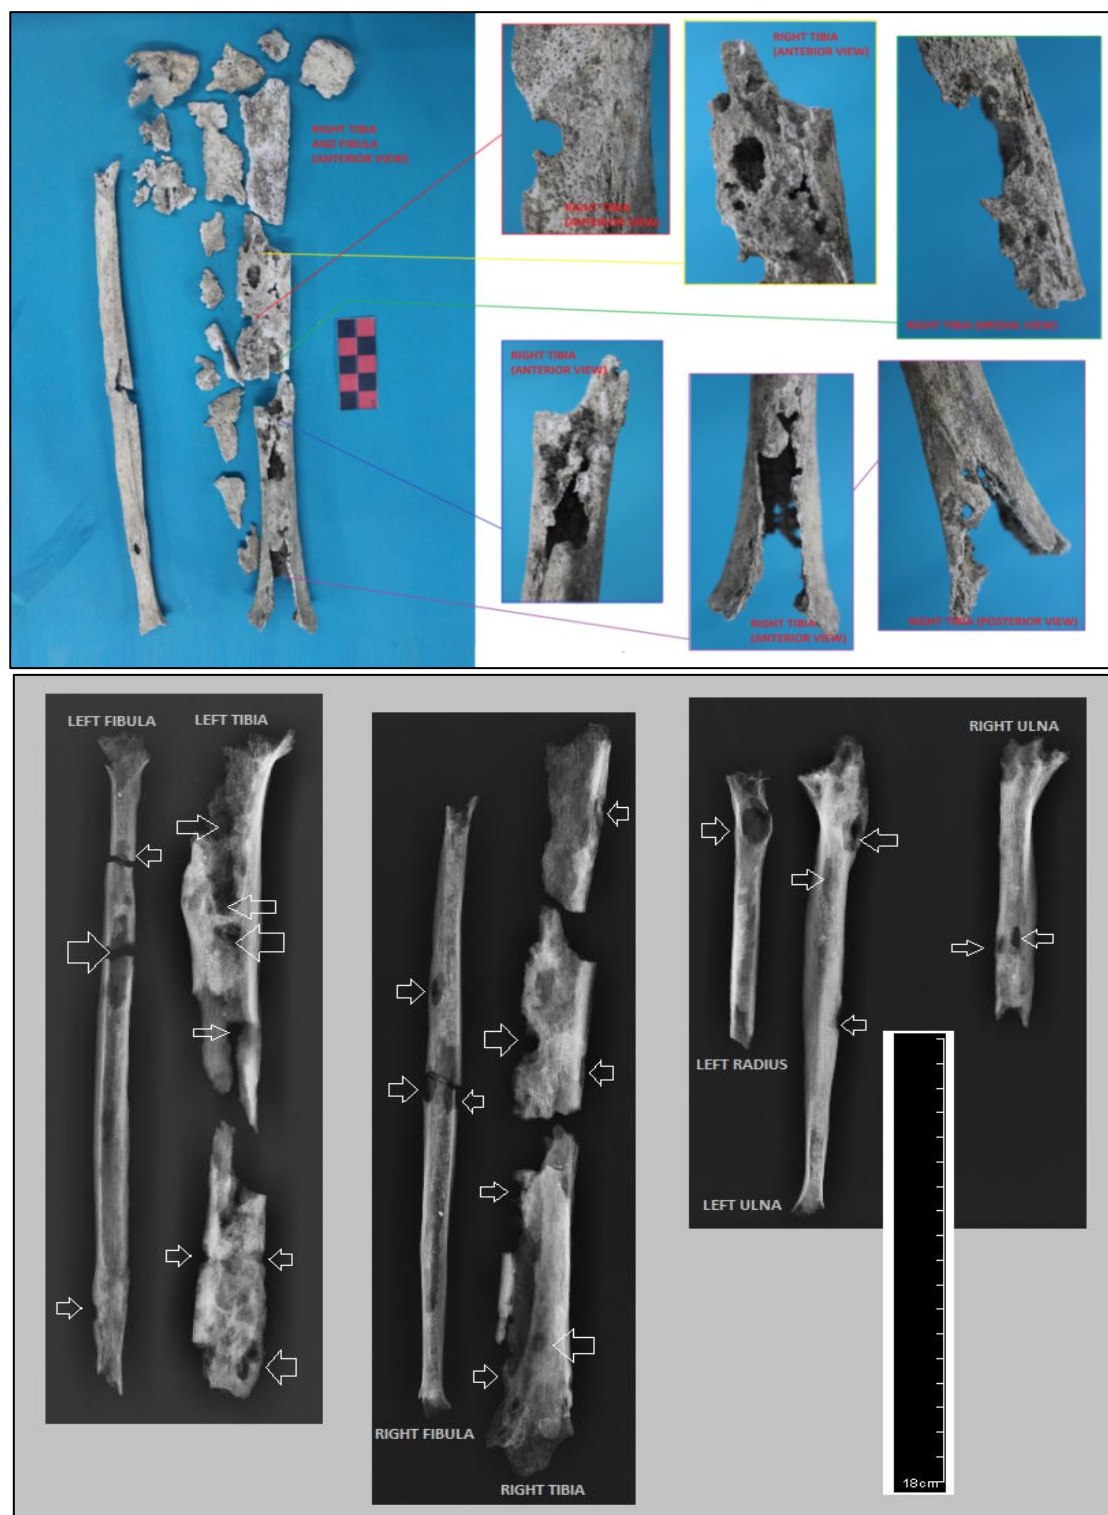 RIGHT TIBIA
AND FIBULA
(ANTERIOR VIEW)
RIGHT TIBIA
(ANTERIOR VIEW)
RIGHT TIBIA
(ANTERIOR VIEW)
RIGHT TIBIA (MEDIAL VIEW)
RIGHT TIBIA
(ANTERIOR VIEW)
RIGHT TIBIA
(ANTERIOR VIEW)
RIGHT TIBIA (POSTERIOR VIEW)
LEFT FIBULA
LEFT TIBIA
RIGHT FIBULA
RIGHT TIBIA
RIGHT ULNA
LEFT RADIUS
LEFT ULNA
18cm